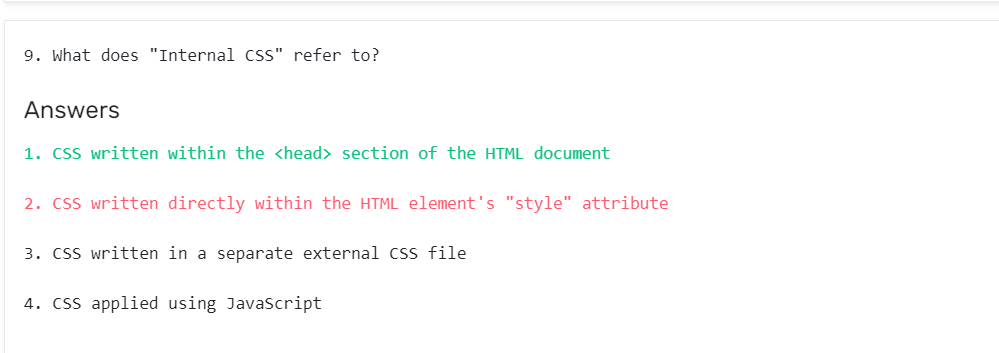 9. What does "Internal CSS" refer to?
Answers
1. CSS written within the <head> section of the HTML document
2. CSS written directly within the HTML element's "style" attribute
3. CSS written in a separate external CSS file
4. CSS applied using JavaScript